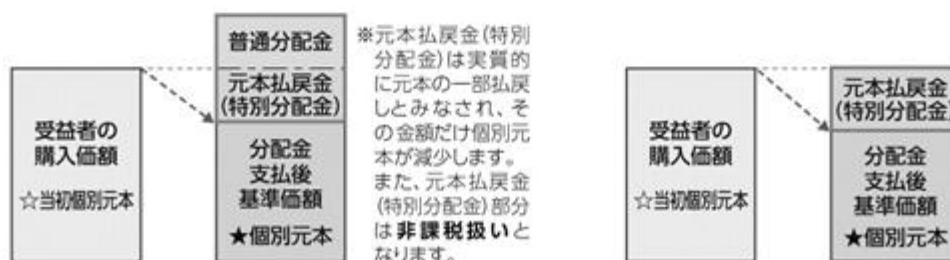 普通分配金
元本払戻金
(特別分配金)
受益者の
購入価額
☆当初個別元本
分配金
支払後
基準価額
★個別元本
※元本払戻金(特別
分配金)は実質的
に元本の一部払戻
しとみなされ、そ
の金額だけ個別元
本が減少します。
また、元本払戻金
(特別分配金)部分
は非課税扱いと
なります。
受益者の
購入価額
☆当初個別元本
元本払戻金
(特別分配金)
分配金
支払後
基準価額
★個別元本